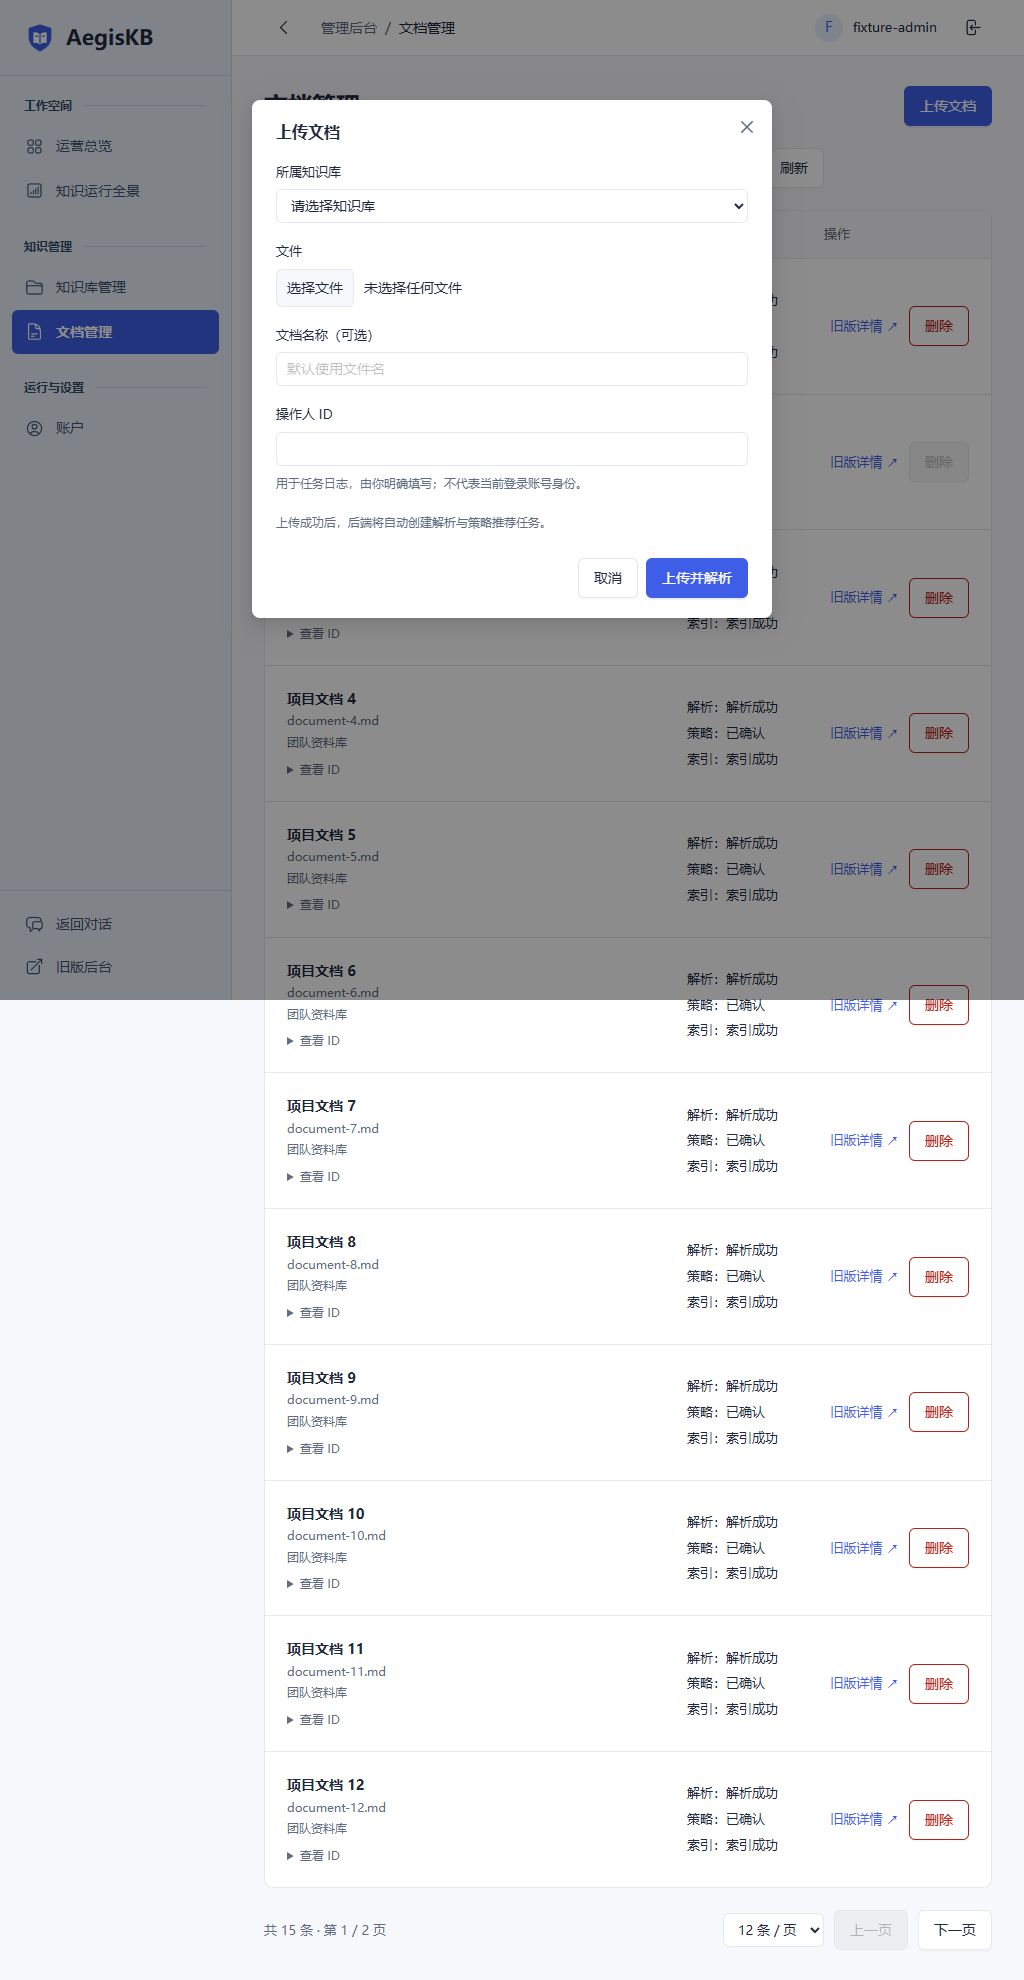 AegisKB
工作空间
运营总览
知识运行全景
知识管理
知识库管理
文档管理
运行与设置
账户
返回对话
旧版后台
管理后台 / 文档管理
F fixture-admin
上传文档
刷新
操作
上传文档
所属知识库
请选择知识库
文件
选择文件 未选择任何文件
文档名称（可选）
默认使用文件名
操作人 ID
用于任务日志，由你明确填写；不代表当前登录账号身份。
上传成功后，后端将自动创建解析与策略推荐任务。
取消 上传并解析
旧版详情 ↗ 删除
旧版详情 ↗ 删除
旧版详情 ↗ 删除
索引：索引成功
查看 ID
项目文档 4
document-4.md
团队资料库
查看 ID
解析：解析成功
策略：已确认
索引：索引成功
旧版详情 ↗ 删除
项目文档 5
document-5.md
团队资料库
查看 ID
解析：解析成功
策略：已确认
索引：索引成功
旧版详情 ↗ 删除
项目文档 6
document-6.md
团队资料库
查看 ID
解析：解析成功
策略：已确认
索引：索引成功
旧版详情 ↗ 删除
项目文档 7
document-7.md
团队资料库
查看 ID
解析：解析成功
策略：已确认
索引：索引成功
旧版详情 ↗ 删除
项目文档 8
document-8.md
团队资料库
查看 ID
解析：解析成功
策略：已确认
索引：索引成功
旧版详情 ↗ 删除
项目文档 9
document-9.md
团队资料库
查看 ID
解析：解析成功
策略：已确认
索引：索引成功
旧版详情 ↗ 删除
项目文档 10
document-10.md
团队资料库
查看 ID
解析：解析成功
策略：已确认
索引：索引成功
旧版详情 ↗ 删除
项目文档 11
document-11.md
团队资料库
查看 ID
解析：解析成功
策略：已确认
索引：索引成功
旧版详情 ↗ 删除
项目文档 12
document-12.md
团队资料库
查看 ID
解析：解析成功
策略：已确认
索引：索引成功
旧版详情 ↗ 删除
共 15 条 · 第 1 / 2 页
12 条 / 页 上一页 下一页